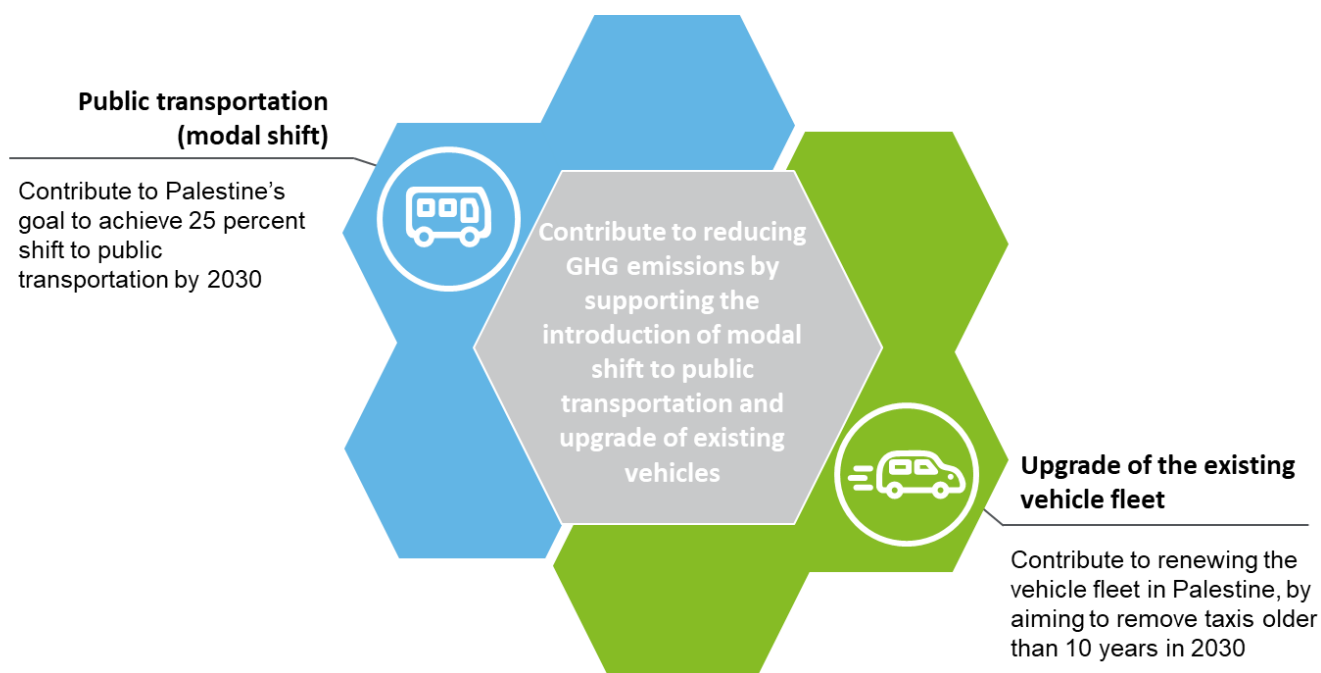 Public transportation
(modal shift)
Contribute to Palestine's
goal to achieve 25 percent
shift to public
transportation by 2030
Contribute to reducing
GHG emissions by
supporting the
introduction of modal
shift to public
transportation and
upgrade of existing
vehicles
Upgrade of the existing
vehicle fleet
Contribute to renewing the
vehicle fleet in Palestine, by
aiming to remove taxis older
than 10 years in 2030